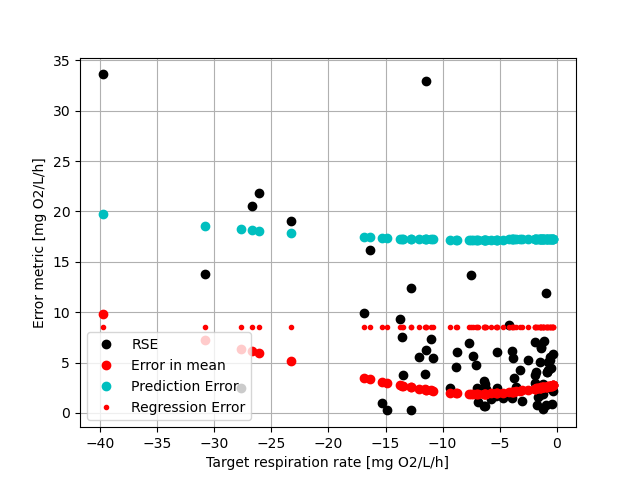 35
30
25
20
15
10
5
0
Error metric [mg O2/L/h]
RSE
Error in mean
Prediction Error
Regression Error
−40 −35 −30 −25 −20 −15 −10 −5 0
Target respiration rate [mg O2/L/h]